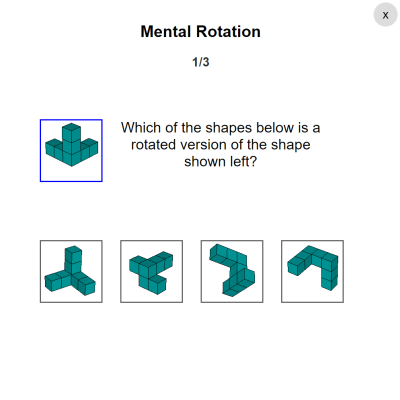 x
Mental Rotation
1/3
Which of the shapes below is a
rotated version of the shape
shown left?